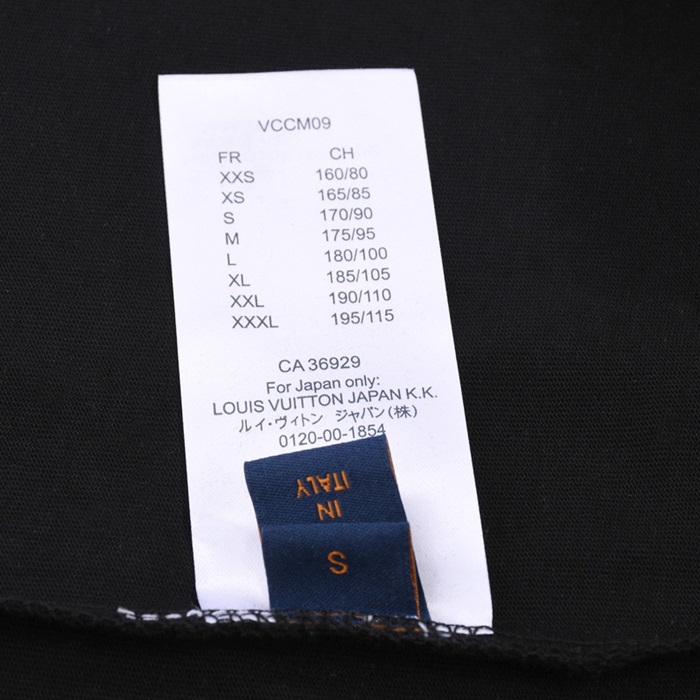 VCCM09
FR CH
XXS 160/80
XS 165/85
S 170/90
M 175/95
L 180/100
XL 185/105
XXL 190/110
XXXL 195/115
CA 36929
For Japan only:
LOUIS VUITTON JAPAN K.K.
ルイ・ヴィトン ジャパン(株)
0120-00-1854
IN
ITALY
S